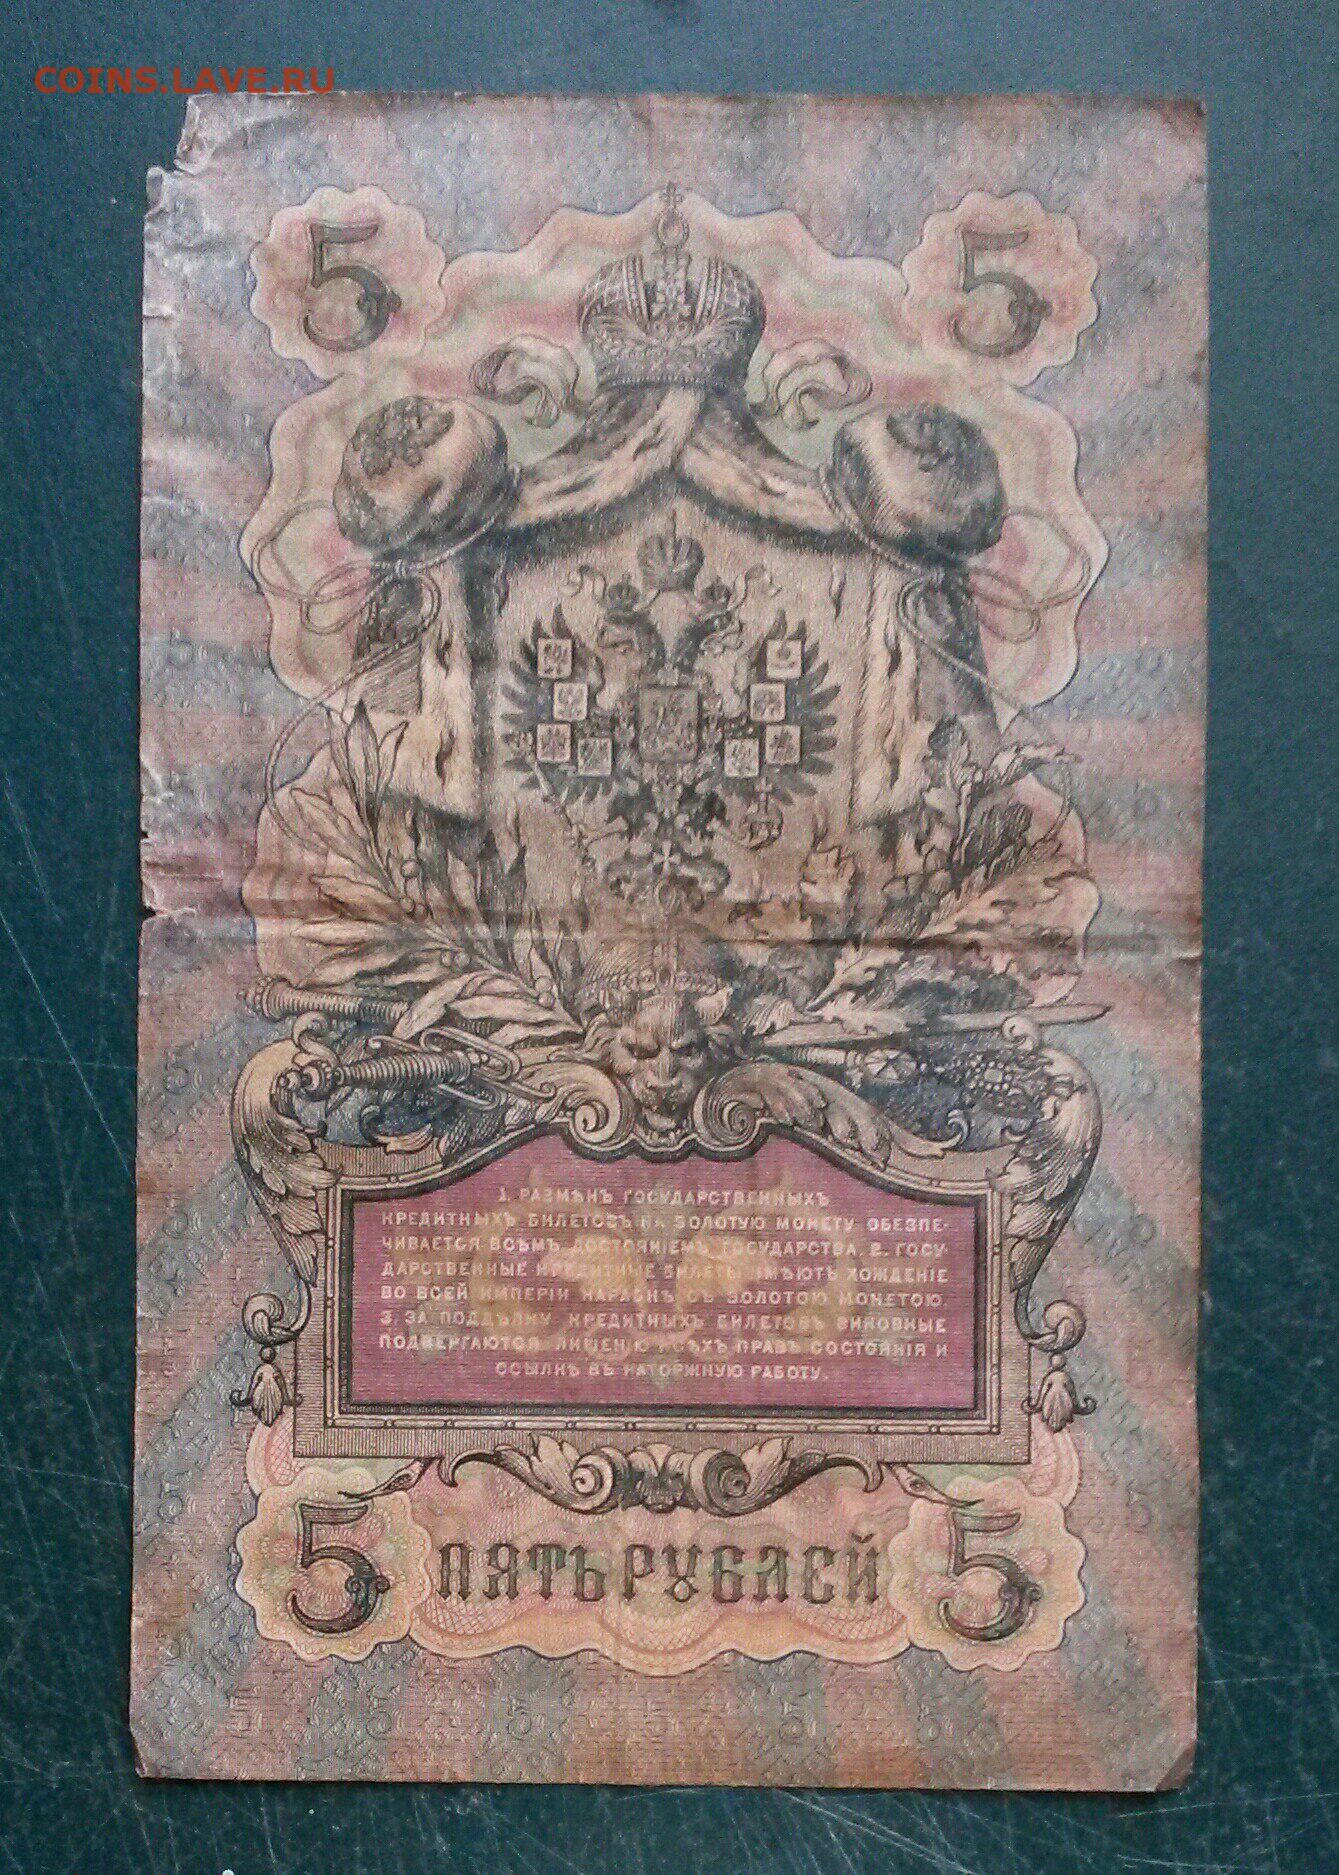 COINS.LAVE.RU
5 5
1. РАЗМѢНЪ ГОСУДАРСТВЕННЫХЪ
КРЕДИТНЫХЪ БИЛЕТОВЪ НА ЗОЛОТУЮ МОНЕТУ ОБЕЗПЕ-
ЧИВАЕТСЯ ВСѢМЪ ДОСТОЯНІЕМЪ ГОСУДАРСТВА. 2. ГОСУ-
ДАРСТВЕННЫЕ КРЕДИТНЫЕ БИЛЕТЫ ИМѢЮТЪ ХОЖДЕНІЕ
ВО ВСЕЙ ИМПЕРІИ НАРАВНѢ СЪ ЗОЛОТОЮ МОНЕТОЮ.
3. ЗА ПОДДѢЛКУ КРЕДИТНЫХЪ БИЛЕТОВЪ ВИНОВНЫЕ
ПОДВЕРГАЮТСЯ ЛИШЕНІЮ ВСѢХЪ ПРАВЪ СОСТОЯНІЯ И
ССЫЛКѢ ВЪ КАТОРЖНУЮ РАБОТУ.
5 ПЯТЬ РУБЛЕЙ 5